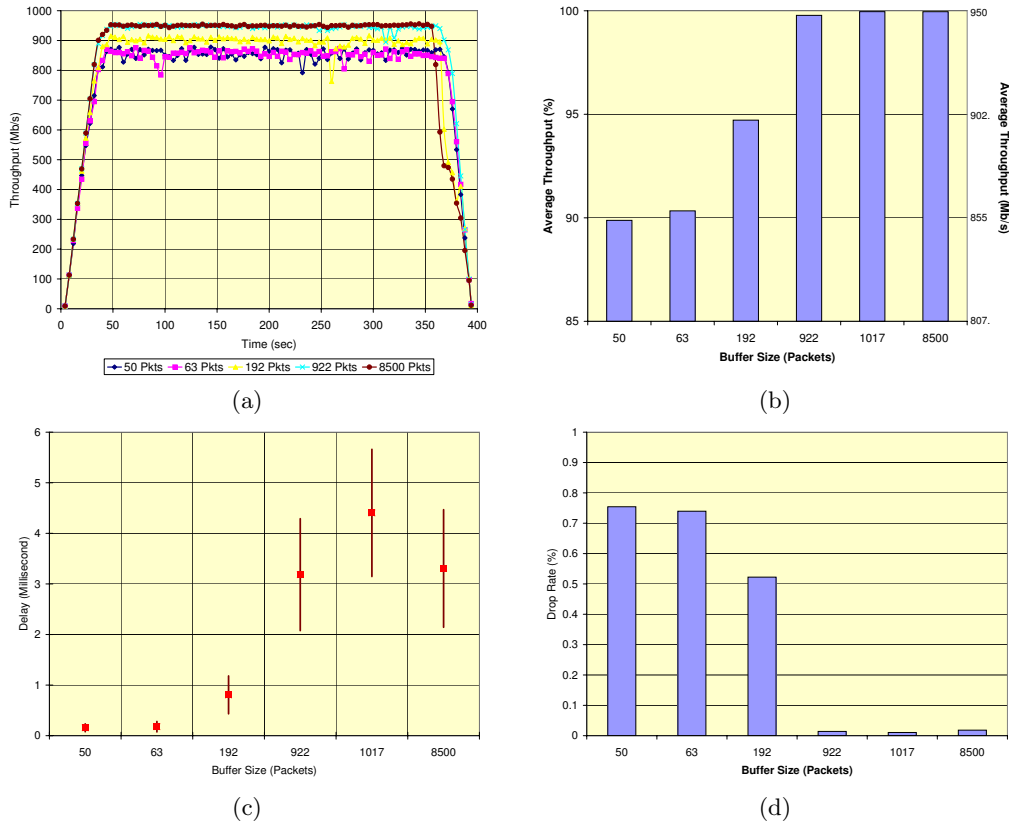 1000
900
800
700
600
500
400
300
200
100
0
Throughput (Mb/s)
0 50 100 150 200 250 300 350 400
Time (sec)
50 Pkts 63 Pkts 192 Pkts 922 Pkts 8500 Pkts
(a)
100
95
90
85
Average Throughput (%)
950
902.
855
807.
Average Throughput (Mb/s)
50 63 192 922 1017 8500
Buffer Size (Packets)
(b)
6
5
4
3
2
1
0
Delay (Millisecond)
50 63 192 922 1017 8500
Buffer Size (Packets)
(c)
1
0.9
0.8
0.7
0.6
0.5
0.4
0.3
0.2
0.1
0
Drop Rate (%)
50 63 192 922 1017 8500
Buffer Size (Packets)
(d)